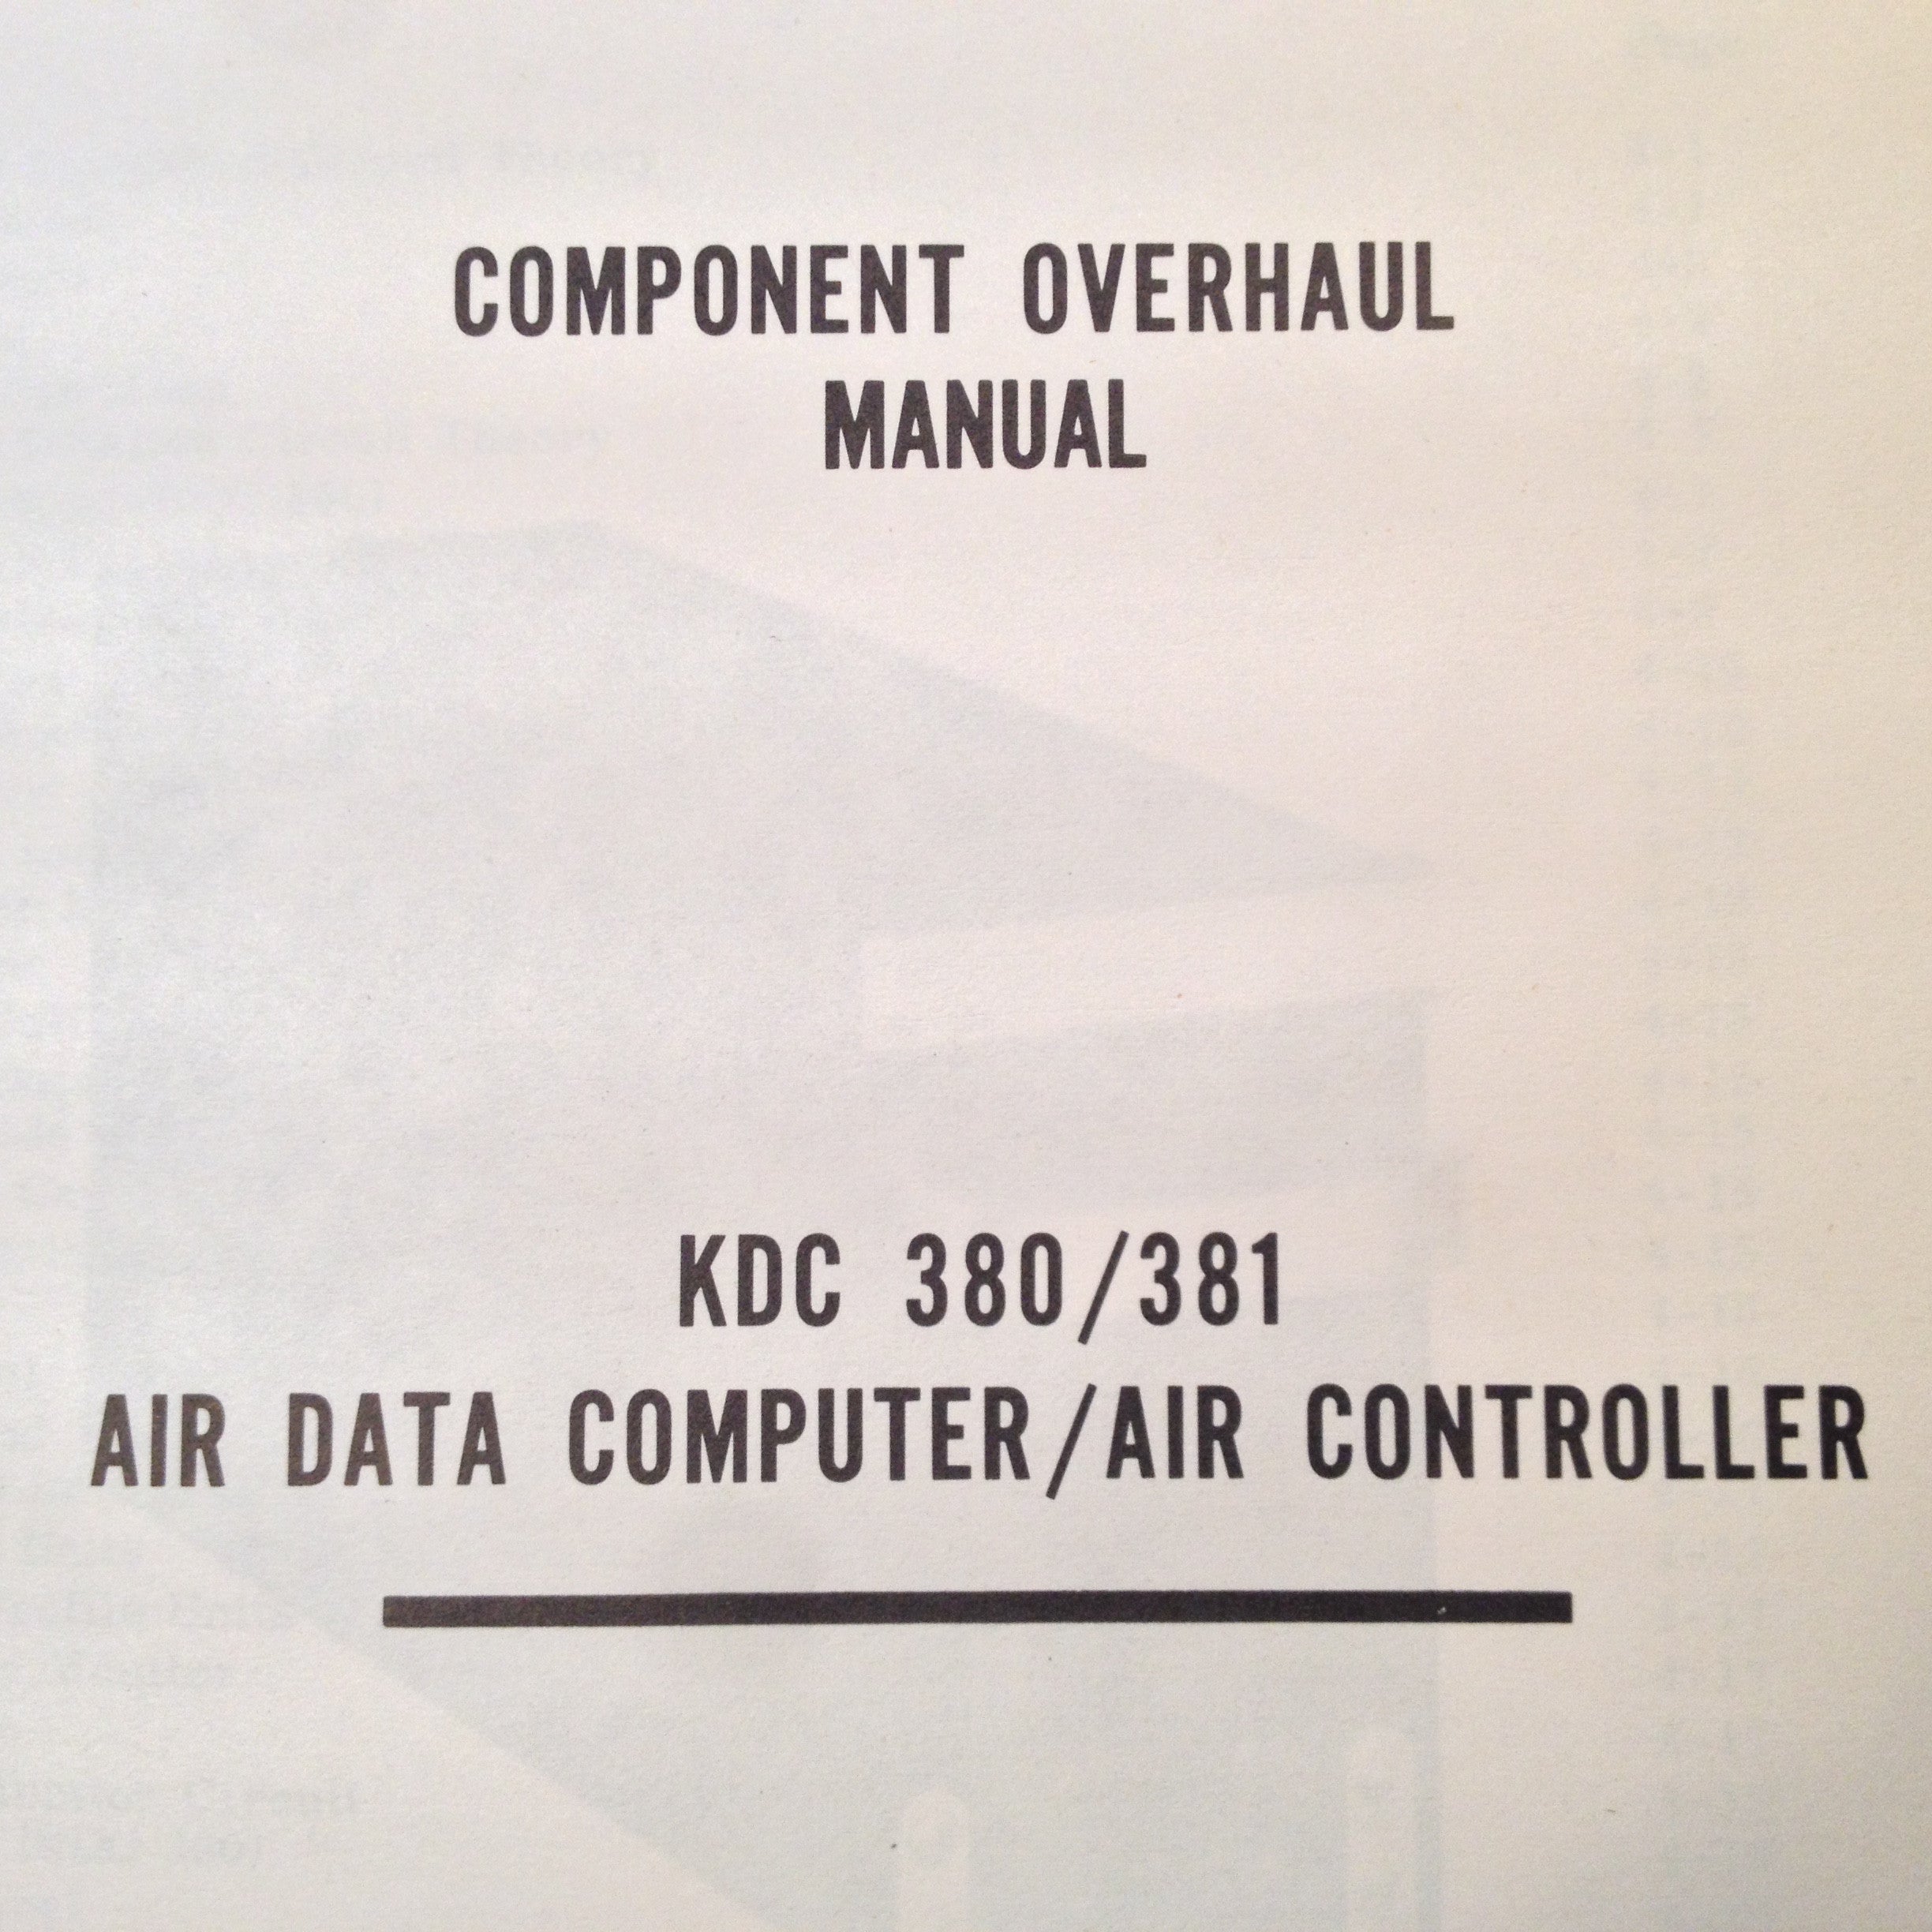 COMPONENT OVERHAUL
MANUAL
KDC 380/381
AIR DATA COMPUTER/AIR CONTROLLER